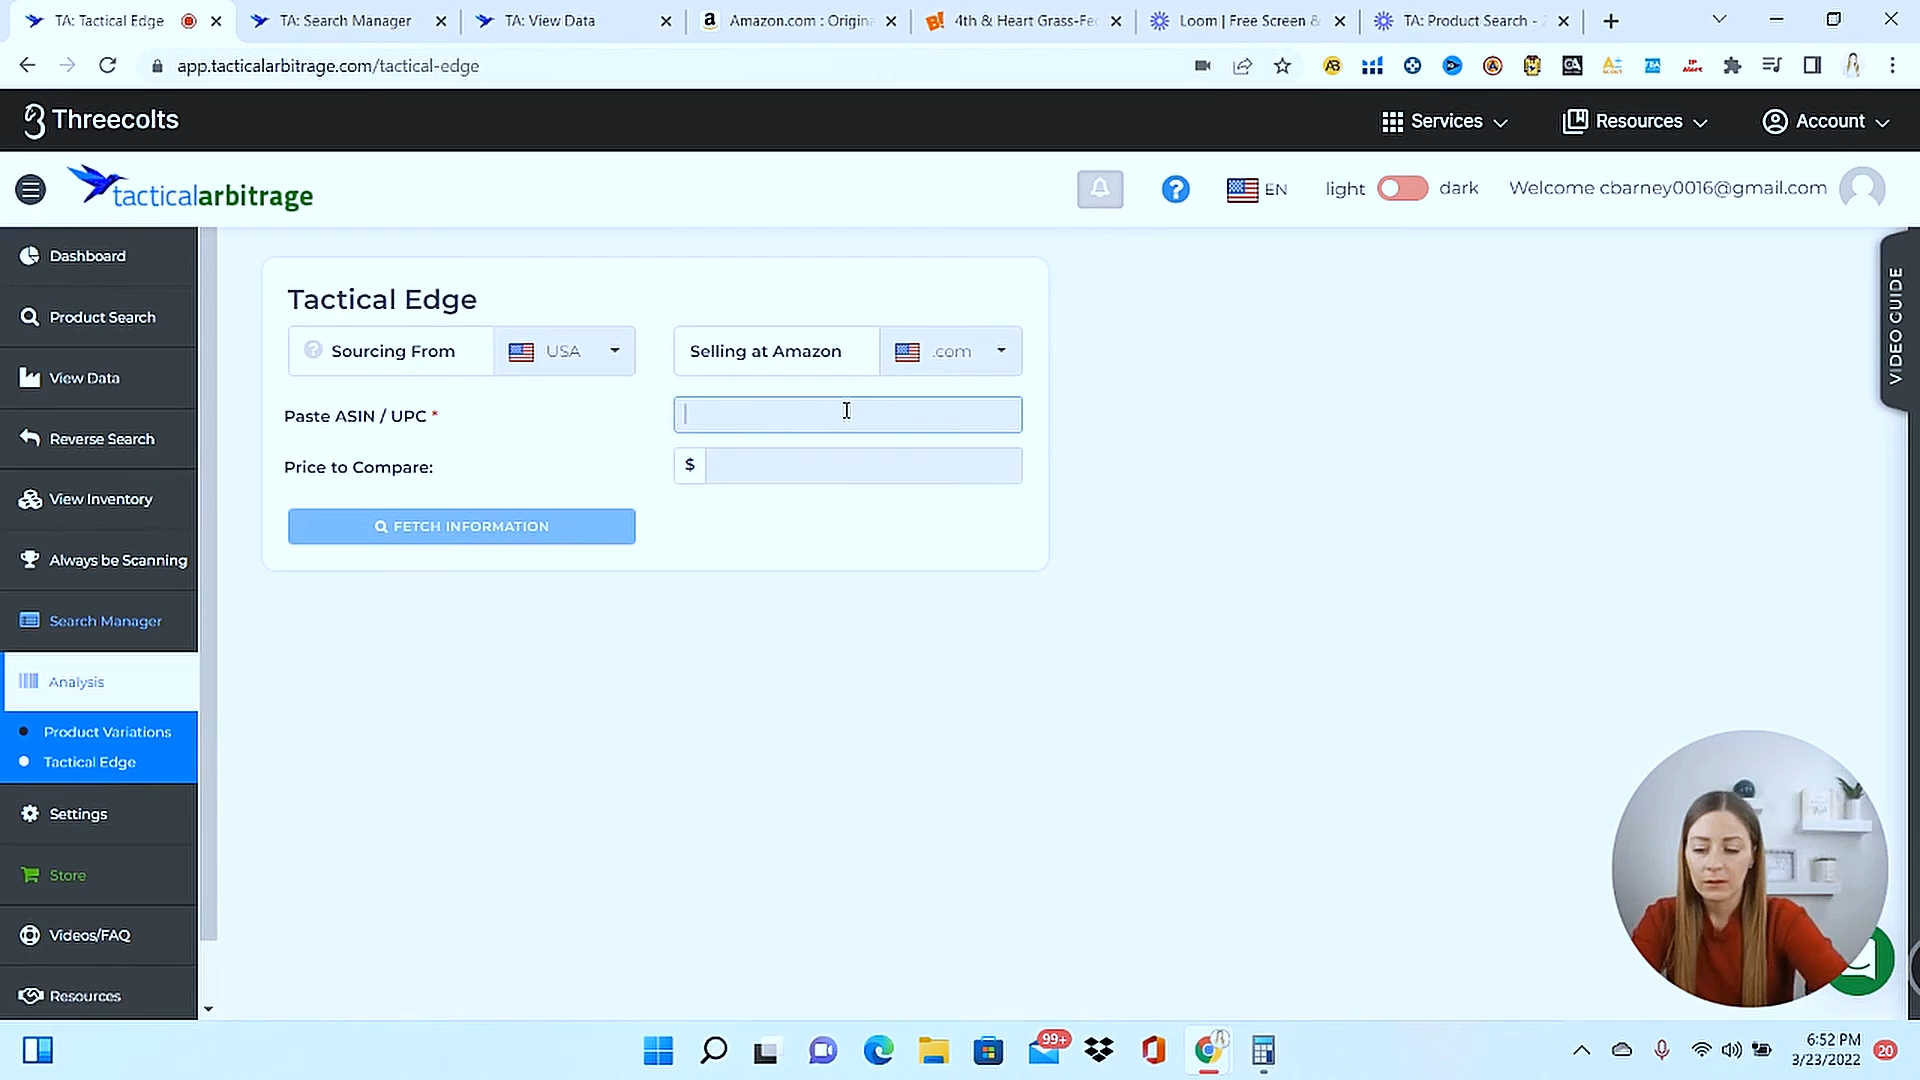 TA: Tactical Edge
TA: Search Manager
TA: View Data
Amazon.com : Origina
4th & Heart Grass-Fe
Loom | Free Screen &
TA: Product Search -
app.tacticalarbitrage.com/tactical-edge
Threecolts
Services
Resources
Account
tacticalarbitrage
EN
light
dark
Welcome cbarney0016@gmail.com
Dashboard
Product Search
View Data
Reverse Search
View Inventory
Always be Scanning
Search Manager
Analysis
Product Variations
Tactical Edge
Settings
Store
Videos/FAQ
Resources
Tactical Edge
Sourcing From
USA
Selling at Amazon
.com
Paste ASIN / UPC *
Price to Compare:
$
FETCH INFORMATION
VIDEO GUIDE
99+
6:52 PM
3/23/2022
20